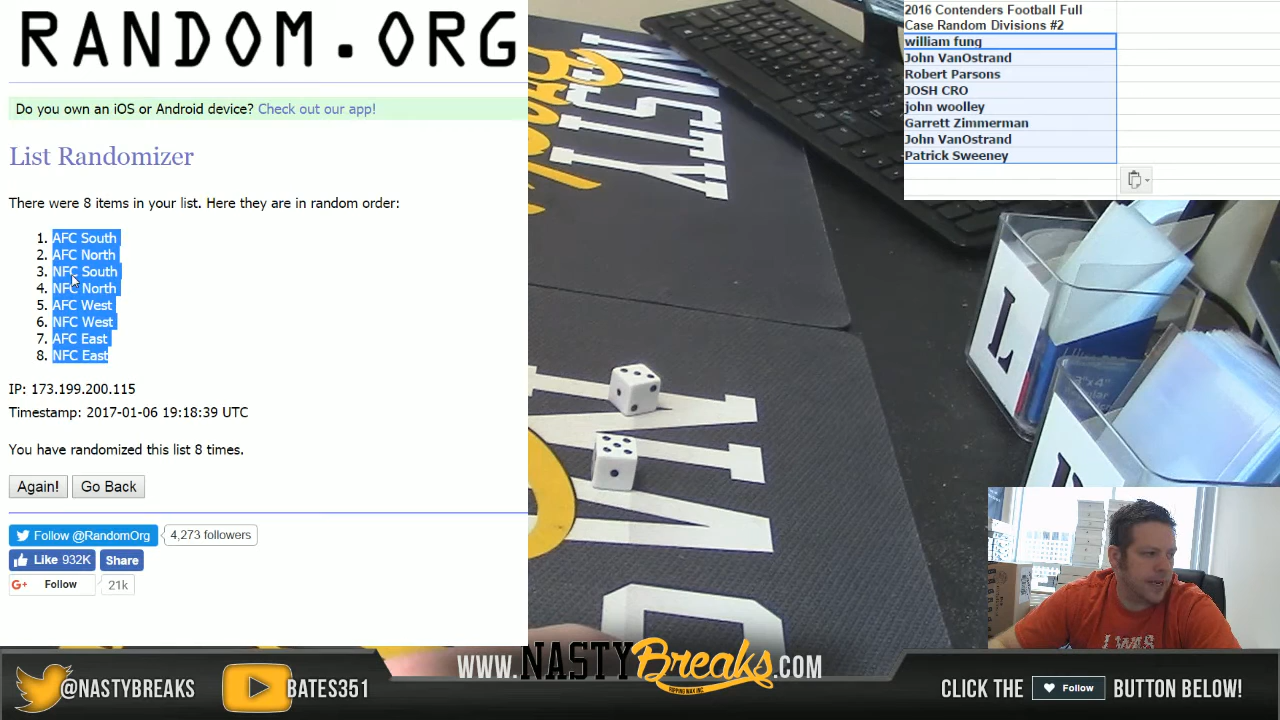 RANDOM.ORG
Do you own an iOS or Android device? Check out our app!
List Randomizer
There were 8 items in your list. Here they are in random order:
1. AFC South
2. AFC North
3. NFC South
4. NFC North
5. AFC West
6. NFC West
7. AFC East
8. NFC East
IP: 173.199.200.115
Timestamp: 2017-01-06 19:18:39 UTC
You have randomized this list 8 times.
Again! Go Back
Follow @RandomOrg 4,273 followers
Like 932K Share
G+ Follow 21k
2016 Contenders Football Full
Case Random Divisions #2
william fung
John VanOstrand
Robert Parsons
JOSH CRO
john woolley
Garrett Zimmerman
John VanOstrand
Patrick Sweeney
NASTY
L
@NASTYBREAKS
BATES351
WWW.NASTYBreaks.COM
RIPPING WAX INC.
CLICK THE Follow BUTTON BELOW!